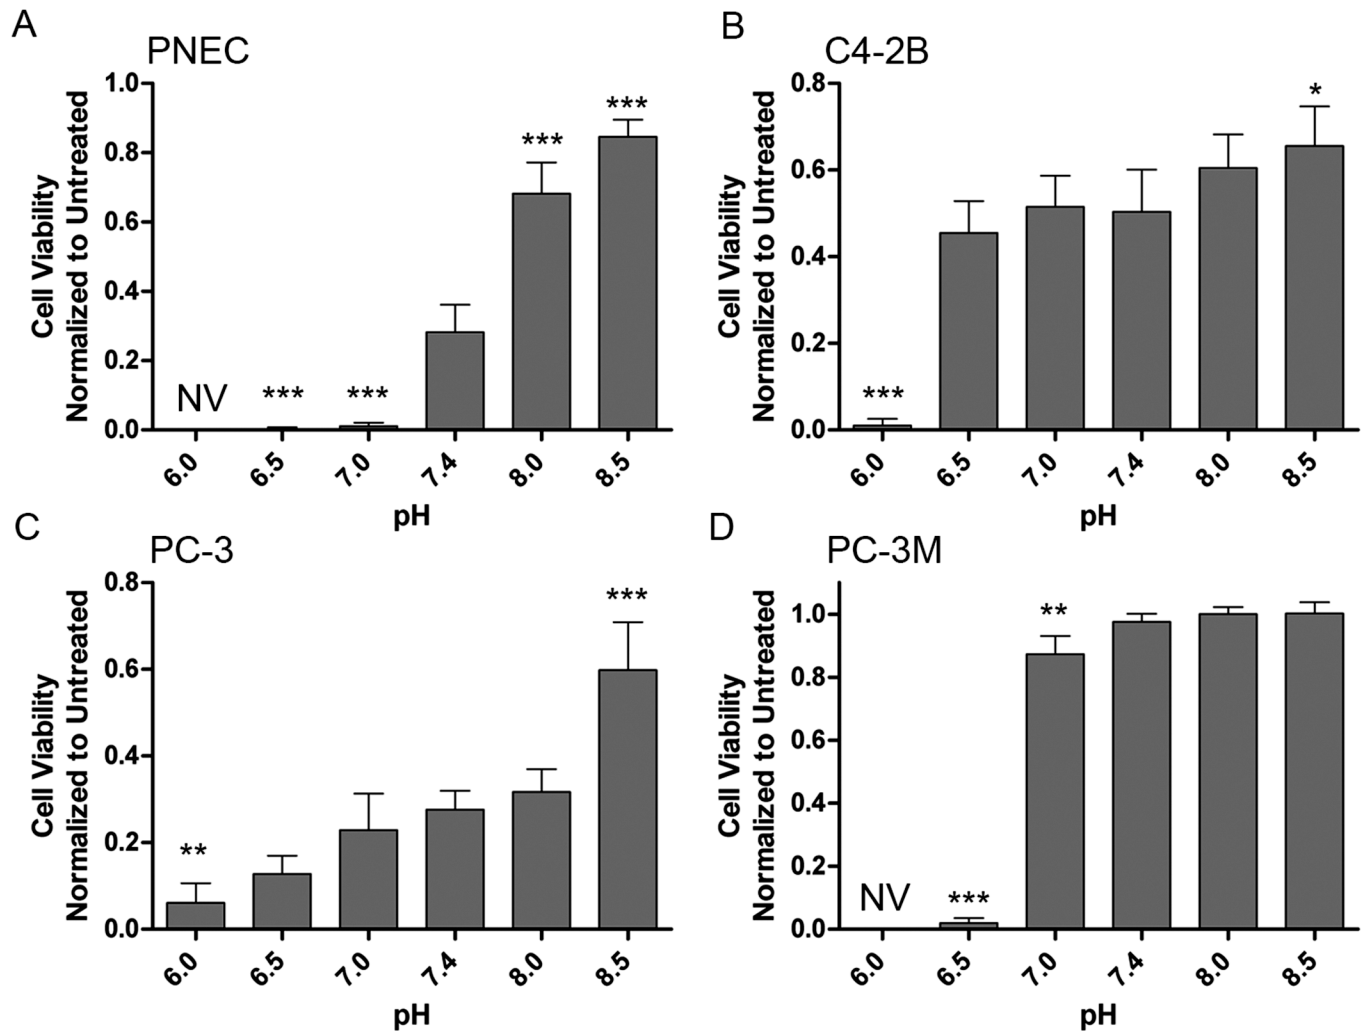 A
PNEC
Cell Viability
Normalized to Untreated
1.0
0.8
0.6
0.4
0.2
0.0
NV
***
***
***
***
6.0
6.5
7.0
7.4
8.0
8.5
pH
B
C4-2B
Cell Viability
Normalized to Untreated
0.8
0.6
0.4
0.2
0.0
***
*
6.0
6.5
7.0
7.4
8.0
8.5
pH
C
PC-3
Cell Viability
Normalized to Untreated
0.8
0.6
0.4
0.2
0.0
**
***
6.0
6.5
7.0
7.4
8.0
8.5
pH
D
PC-3M
Cell Viability
Normalized to Untreated
1.0
0.8
0.6
0.4
0.2
0.0
NV
***
**
6.0
6.5
7.0
7.4
8.0
8.5
pH